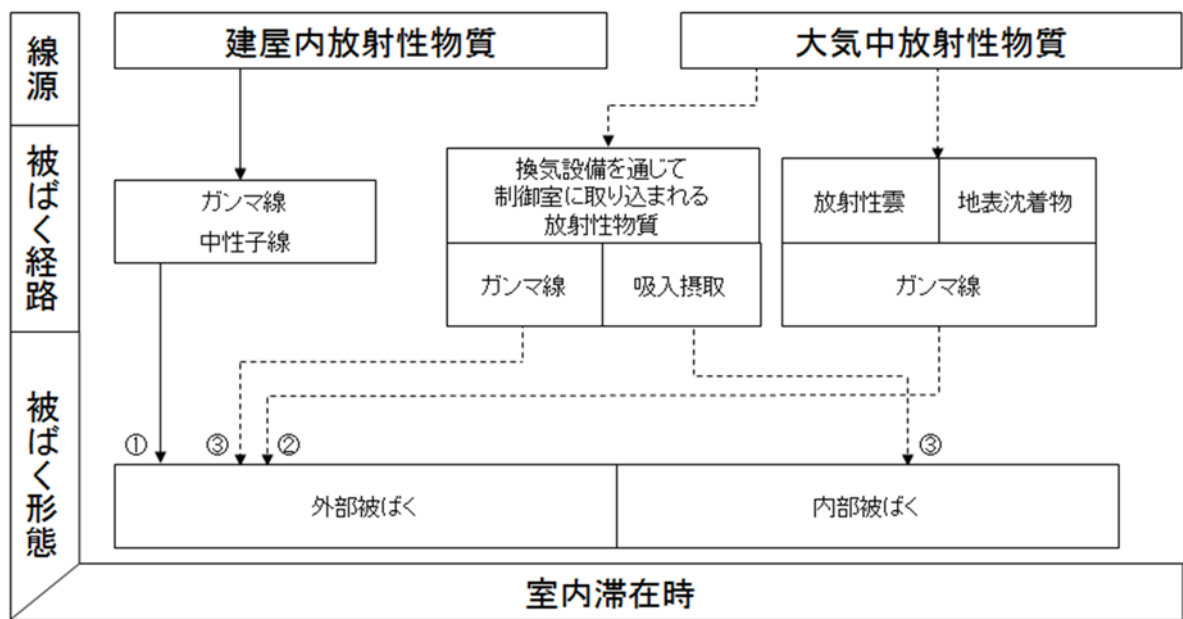 線源
建屋内放射性物質
大気中放射性物質
被ばく経路
ガンマ線
中性子線
換気設備を通じて
制御室に取り込まれる
放射性物質
ガンマ線
吸入摂取
放射性雲
地表沈着物
ガンマ線
被ばく形態
①
③
②
③
外部被ばく
内部被ばく
室内滞在時